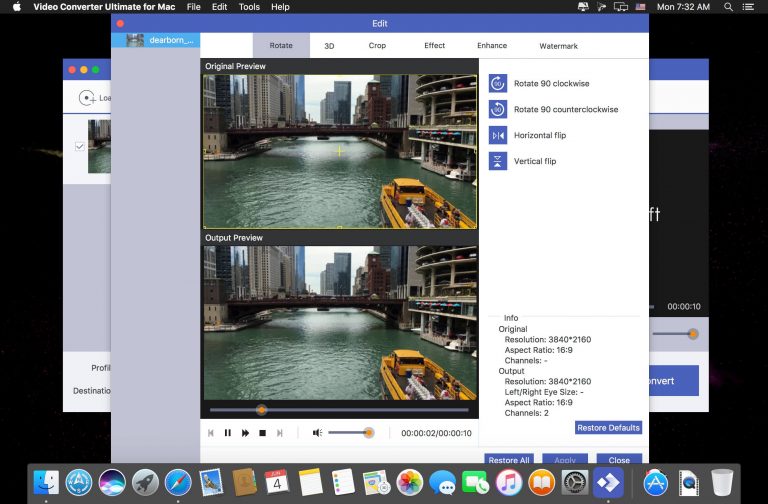 Video Converter Ultimate for Mac File Edit Tools Help Mon 7:32 AM
Edit
dearborn_...
Rotate 3D Crop Effect Enhance Watermark
Original Preview
90 Rotate 90 clockwise
90 Rotate 90 counterclockwise
Horizontal flip
Vertical flip
Output Preview
ft
00:00:10
Info
Original
Resolution: 3840*2160
Aspect Ratio: 16:9
Channels: -
Output
Resolution: 3840*2160
Left/Right Eye Size: -
Aspect Ratio: 16:9
Channels: 2
Restore Defaults
00:00:02/00:00:10
Restore All Apply Close
Loa
Profil
Destinatio
nvert
JUN
4